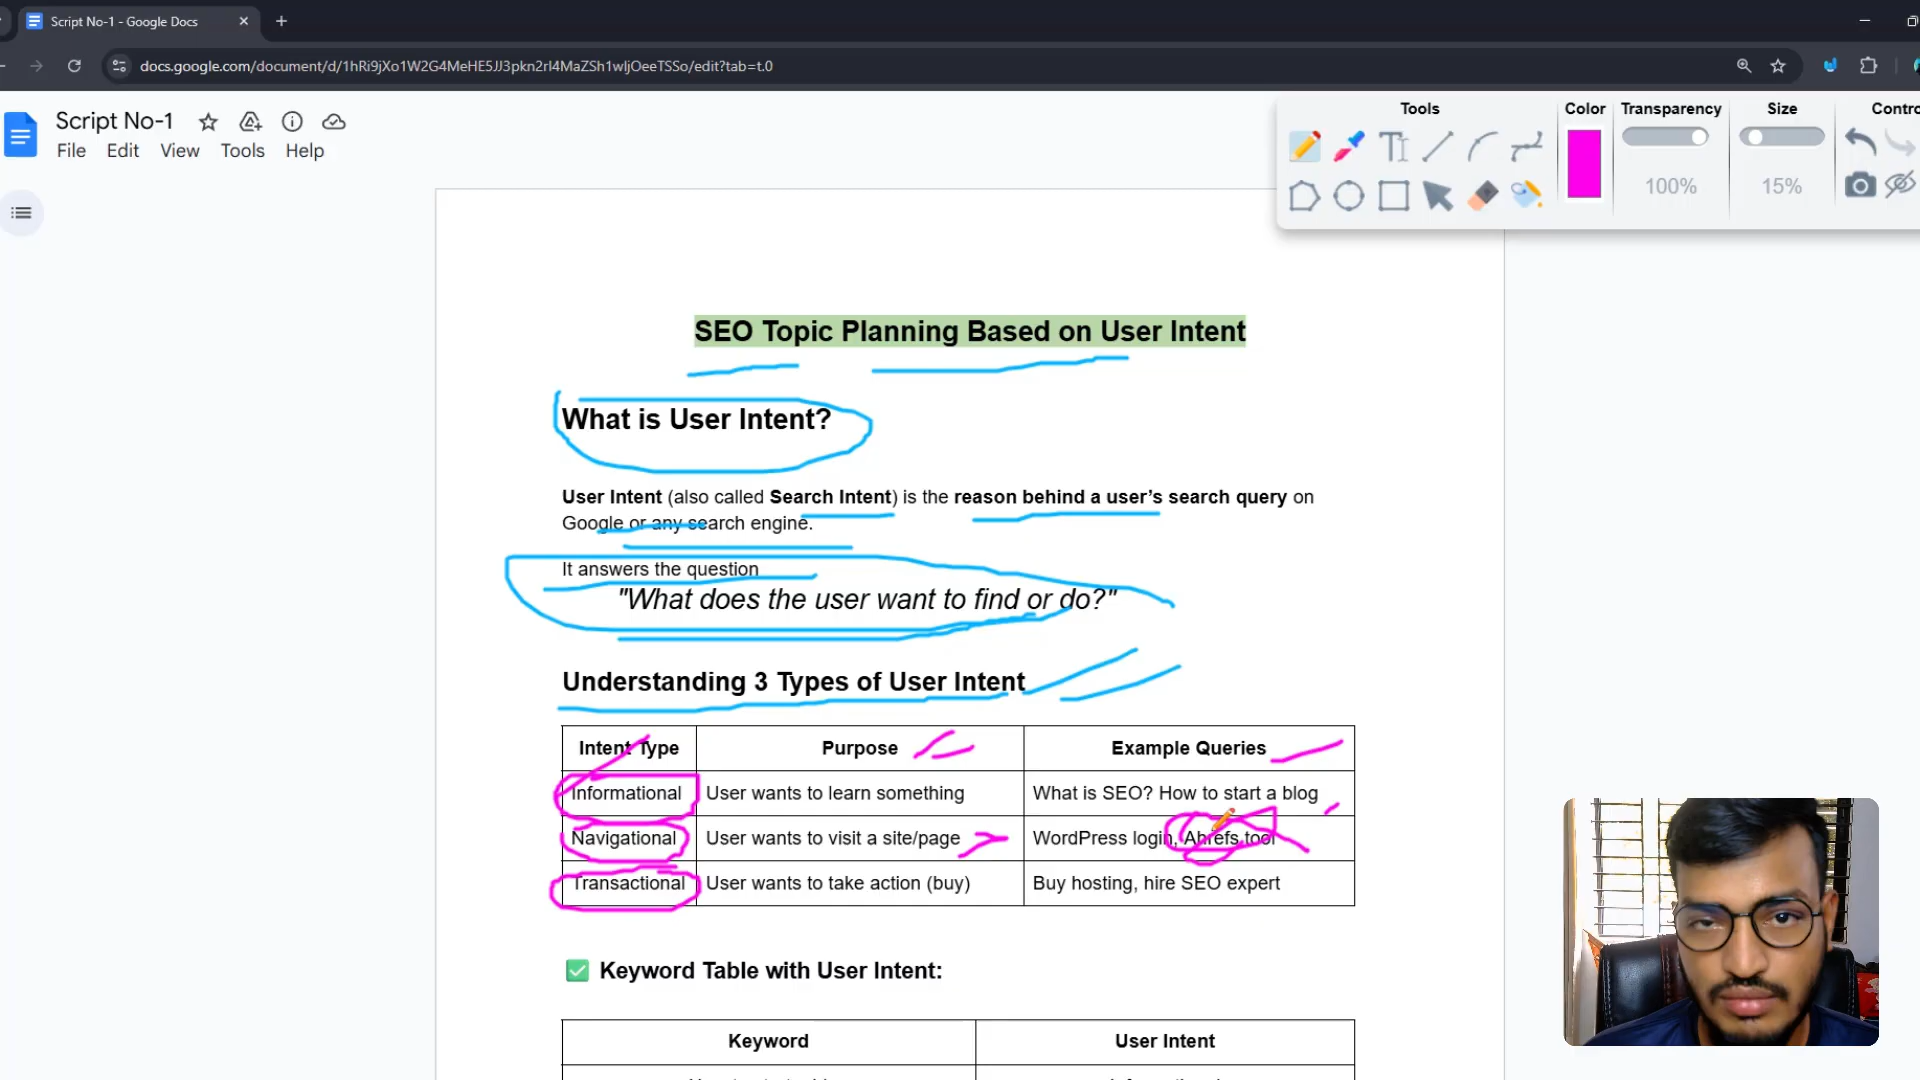 Script No-1 - Google Docs
docs.google.com/document/d/1hRi9jXo1W2G4MeHE5JJ3pkn2rI4MaZSh1wIjOeeTSSo/edit?tab=t.0
Script No-1
File Edit View Tools Help
Tools Color Transparency Size Contro
100% 15%
SEO Topic Planning Based on User Intent
What is User Intent?
User Intent (also called Search Intent) is the reason behind a user’s search query on
Google or any search engine.
It answers the question
"What does the user want to find or do?"
Understanding 3 Types of User Intent
Intent Type Purpose Example Queries
Informational User wants to learn something What is SEO? How to start a blog
Navigational User wants to visit a site/page WordPress login, Ahrefs tool
Transactional User wants to take action (buy) Buy hosting, hire SEO expert
✅ Keyword Table with User Intent:
Keyword User Intent